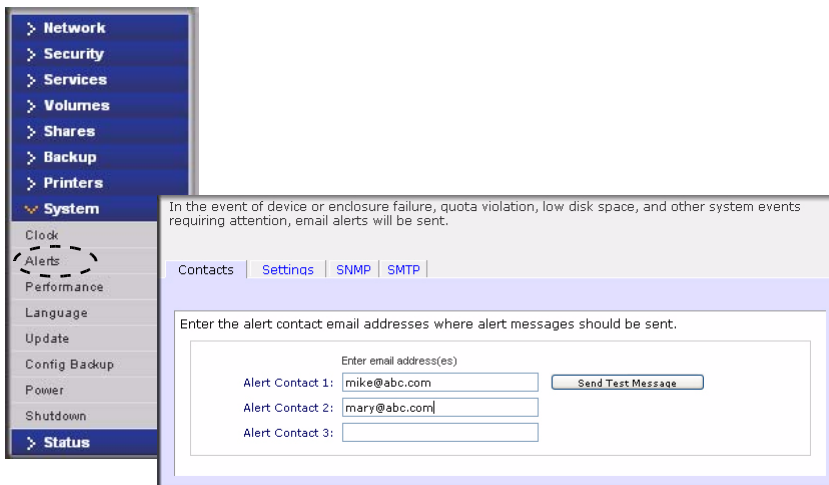 Network
Security
Services
Volumes
Shares
Backup
Printers
System
Clock
Alerts
Performance
Language
Update
Config Backup
Power
Shutdown
Status
In the event of device or enclosure failure, quota violation, low disk space, and other system events
requiring attention, email alerts will be sent.
Contacts Settings SNMP SMTP
Enter the alert contact email addresses where alert messages should be sent.
Enter email address(es)
Alert Contact 1: mike@abc.com Send Test Message
Alert Contact 2: mary@abc.com
Alert Contact 3: